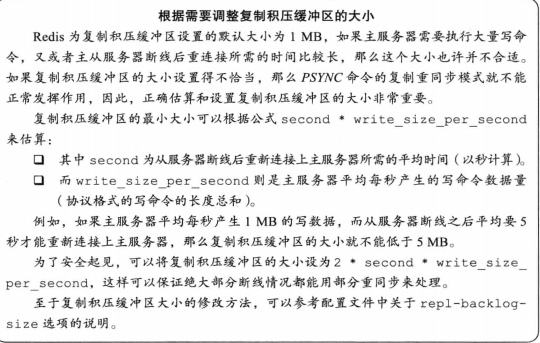 根据需要调整复制积压缓冲区的大小
Redis 为复制积压缓冲区设置的默认大小为 1 MB，如果主服务器需要执行大量写命
令，又或者主从服务器断线后重连接所需的时间比较长，那么这个大小也许并不合适。
如果复制积压缓冲区的大小设置得不恰当，那么 PSYNC 命令的复制重同步模式就不能
正常发挥作用，因此，正确估算和设置复制积压缓冲区的大小非常重要。
复制积压缓冲区的最小大小可以根据公式 second * write_size_per_second
来估算：
❑ 其中 second 为从服务器断线后重新连接上主服务器所需的平均时间（以秒计算）。
❑ 而 write_size_per_second 则是主服务器平均每秒产生的写命令数据量
（协议格式的写命令的长度总和）。
例如，如果主服务器平均每秒产生 1 MB 的写数据，而从服务器断线之后平均要 5
秒才能重新连接上主服务器，那么复制积压缓冲区的大小就不能低于 5 MB。
为了安全起见，可以将复制积压缓冲区的大小设为 2 * second * write_size_
per_second，这样可以保证绝大部分断线情况都能用部分重同步来处理。
至于复制积压缓冲区大小的修改方法，可以参考配置文件中关于 repl-backlog-
size 选项的说明。